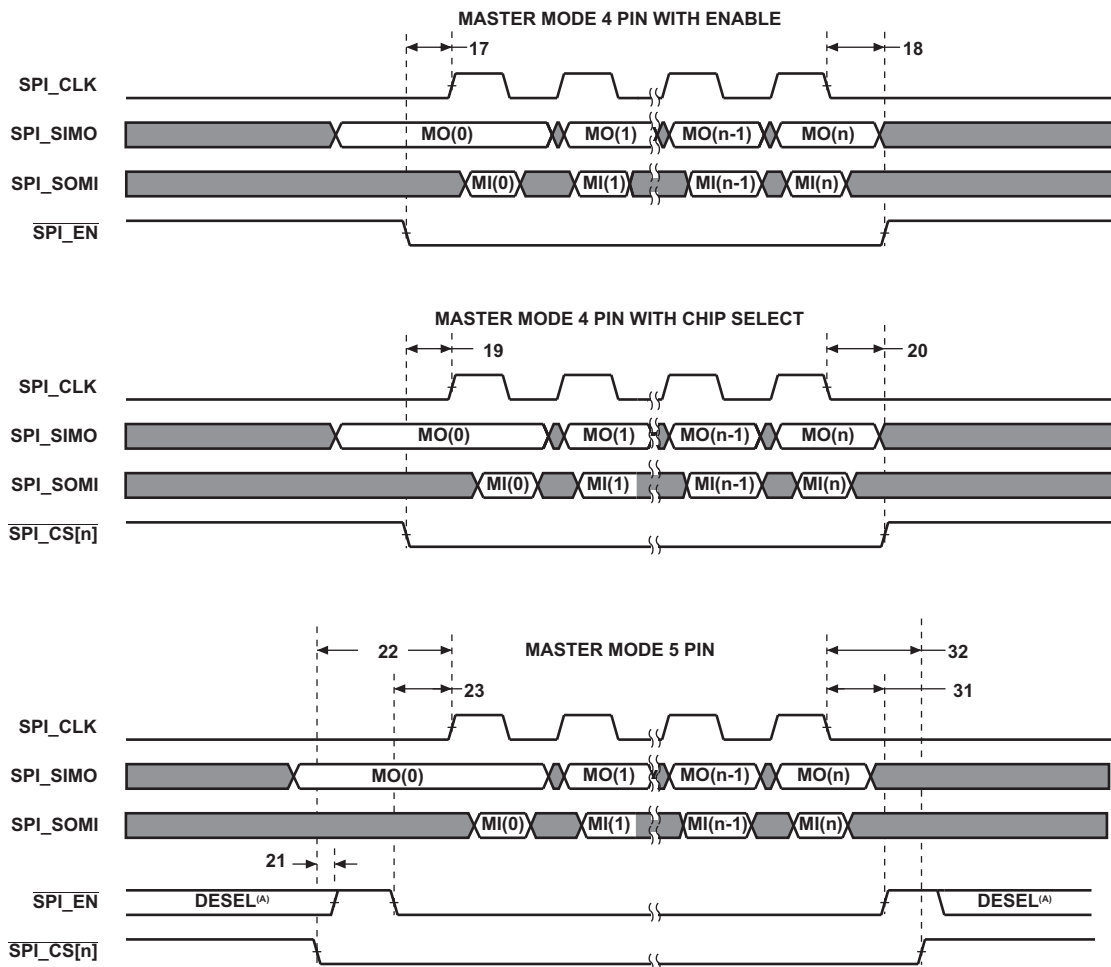 MASTER MODE 4 PIN WITH ENABLE
17
18
SPI_CLK
SPI_SIMO
MO(0)
MO(1)
MO(n-1)
MO(n)
SPI_SOMI
MI(0)
MI(1)
MI(n-1)
MI(n)
SPI_EN
MASTER MODE 4 PIN WITH CHIP SELECT
19
20
SPI_CLK
SPI_SIMO
MO(0)
MO(1)
MO(n-1)
MO(n)
SPI_SOMI
MI(0)
MI(1)
MI(n-1)
MI(n)
SPI_CS[n]
22
MASTER MODE 5 PIN
32
23
31
SPI_CLK
SPI_SIMO
MO(0)
MO(1)
MO(n-1)
MO(n)
SPI_SOMI
MI(0)
MI(1)
MI(n-1)
MI(n)
21
SPI_EN
DESEL(A)
DESEL(A)
SPI_CS[n]